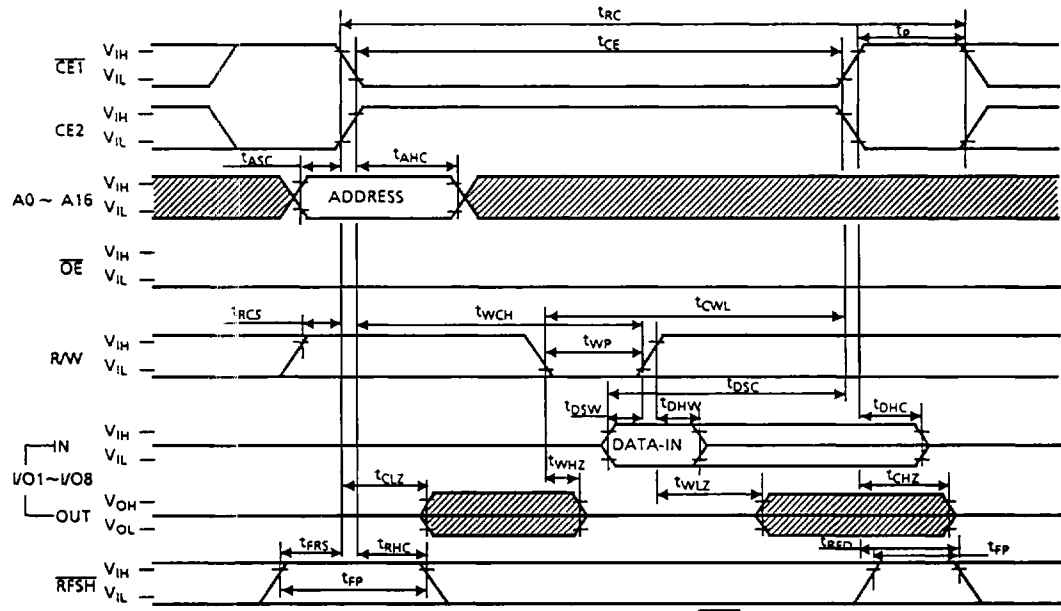 tRC
tP
tCE
CE1
VIH
VIL
CE2
VIH
VIL
tASC
tAHC
A0 ~ A16
VIH
VIL
ADDRESS
OE
VIH
VIL
tRCS
tWCH
tCWL
R/W
VIH
VIL
tWP
tDSC
tDSW
tDHW
tDHC
IN
VIH
VIL
DATA-IN
I/O1~I/O8
tWHZ
tCLZ
tWLZ
tCHZ
OUT
VOH
VOL
tFRS
tRHC
tRFD
tFP
tFP
RFSH
VIH
VIL